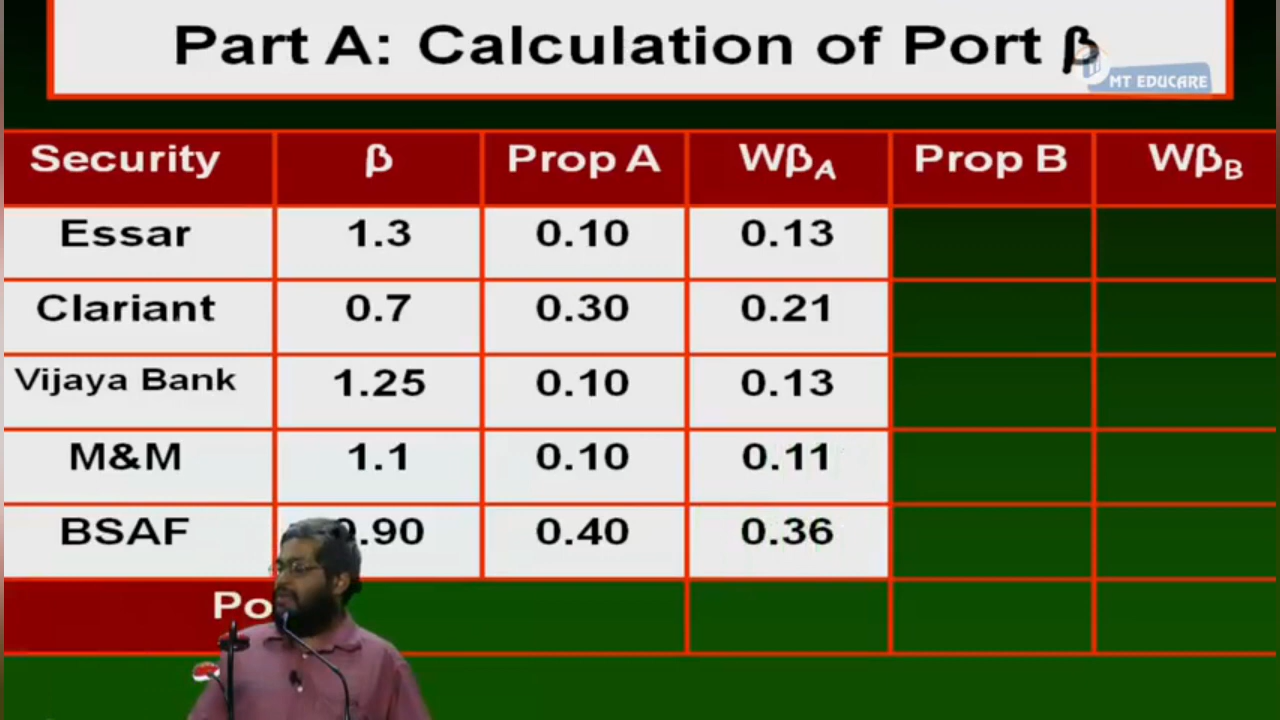 Part A: Calculation of Port β
MT EDUCARE
Security β Prop A WβA Prop B WβB
Essar 1.3 0.10 0.13
Clariant 0.7 0.30 0.21
Vijaya Bank 1.25 0.10 0.13
M&M 1.1 0.10 0.11
BSAF 0.90 0.40 0.36